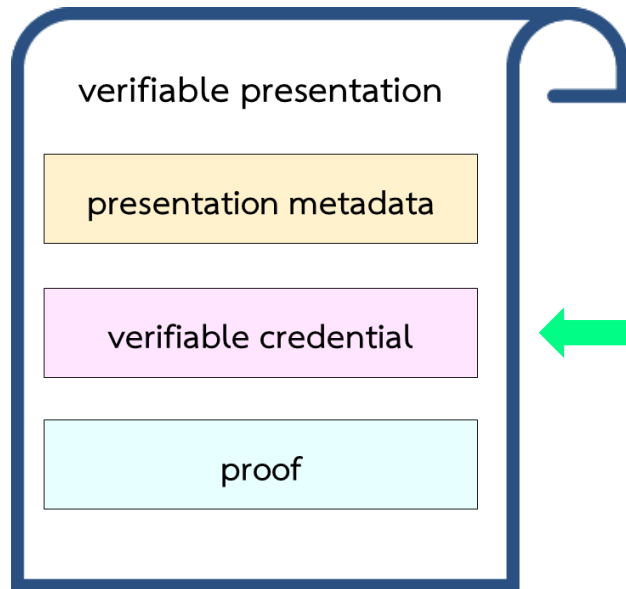 verifiable presentation
presentation metadata
verifiable credential
proof